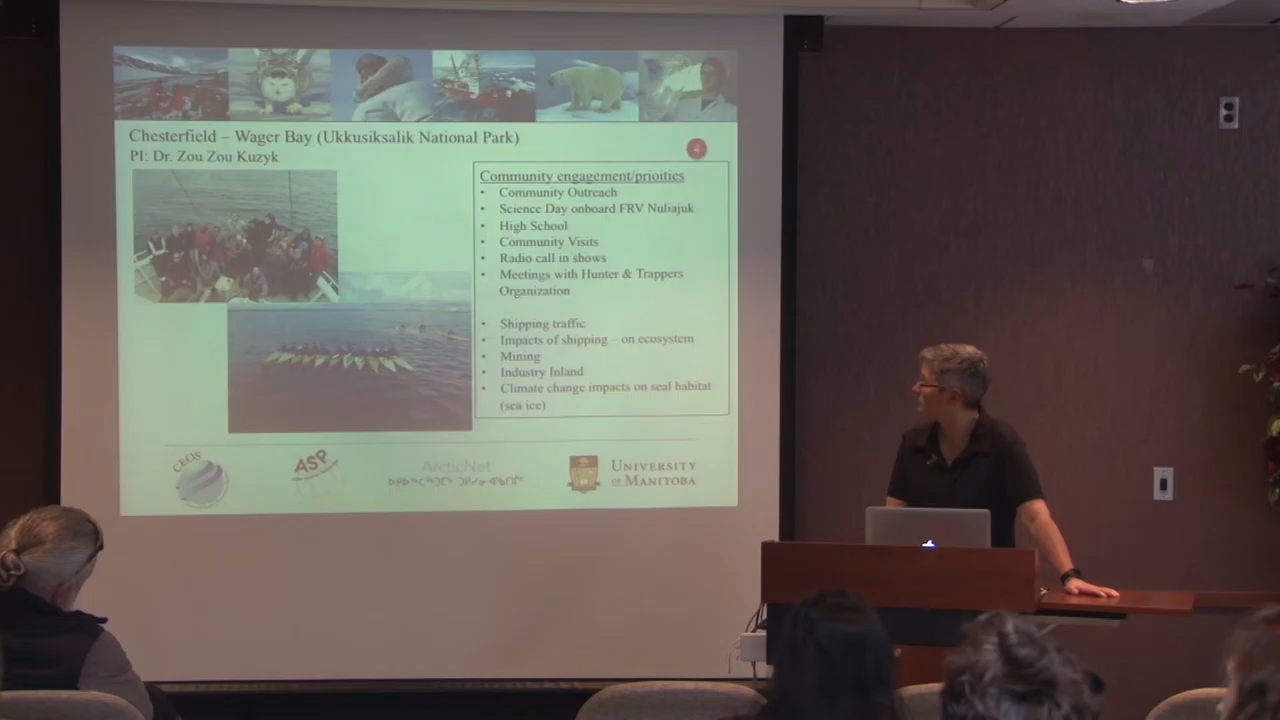 Chesterfield – Wager Bay (Ukkusiksalik National Park)
PI: Dr. Zou Zou Kuzyk
4
Community engagement/prioities
• Community Outreach
• Science Day onboard FRV Nuliajuk
• High School
• Community Visits
• Radio call in shows
• Meetings with Hunter & Trappers
Organization
• Shipping traffic
• Impacts of shipping – on ecosystem
• Mining
• Industry Inland
• Climate change impacts on seal habitat
(sea ice)
CEOS
ASP
ArcticNet
UNIVERSITY
OF MANITOBA